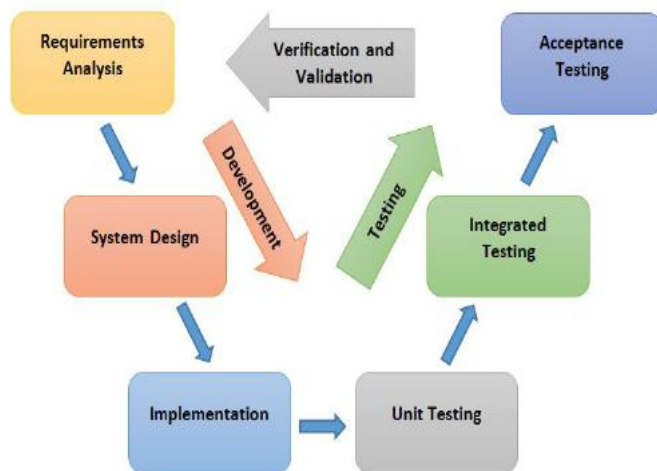 Requirements
Analysis
Verification and
Validation
Acceptance
Testing
Development
Testing
System Design
Integrated
Testing
Implementation
Unit Testing